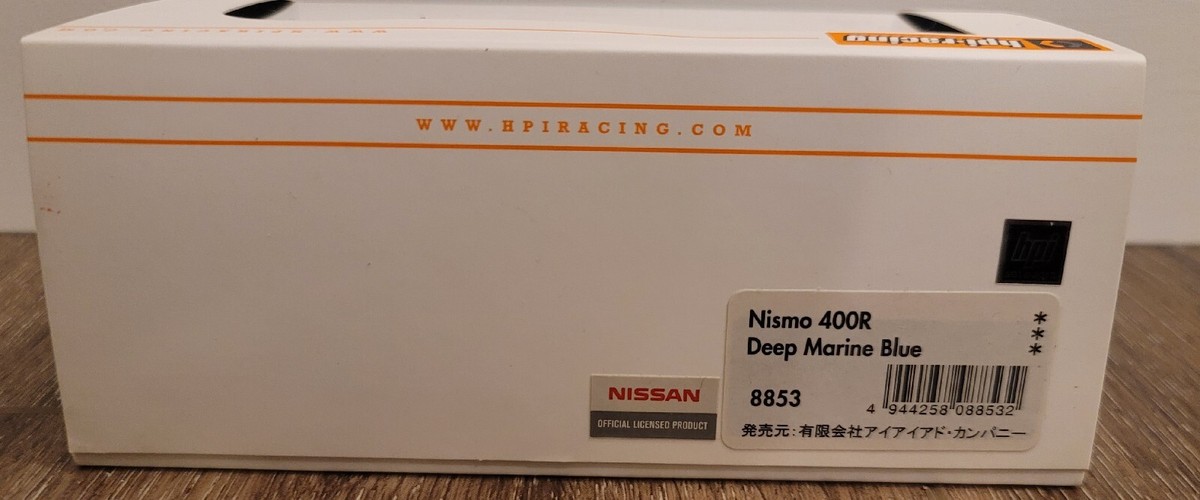 hpi-racing
WWW.HPIRACING.COM
hpi
Nismo 400R
Deep Marine Blue
***
8853
4 944258 088532
発売元:有限会社アイアイアド・カンパニー
NISSAN
OFFICIAL LICENSED PRODUCT